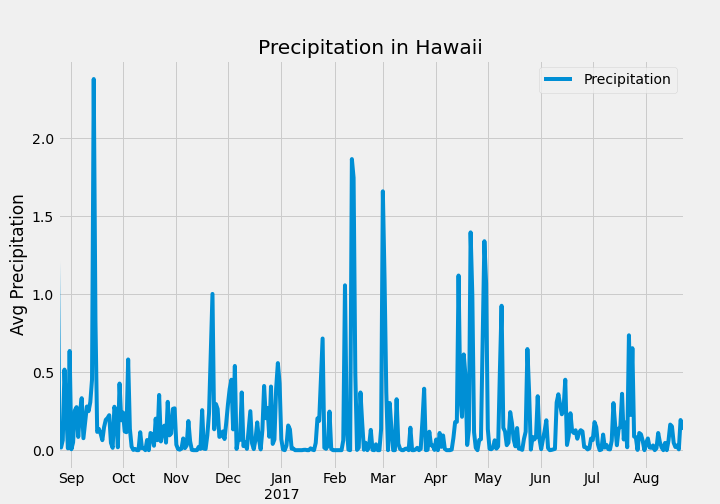 Precipitation in Hawaii
Precipitation
Avg Precipitation
2.0
1.5
1.0
0.5
0.0
Sep Oct Nov Dec Jan Feb Mar Apr May Jun Jul Aug
2017